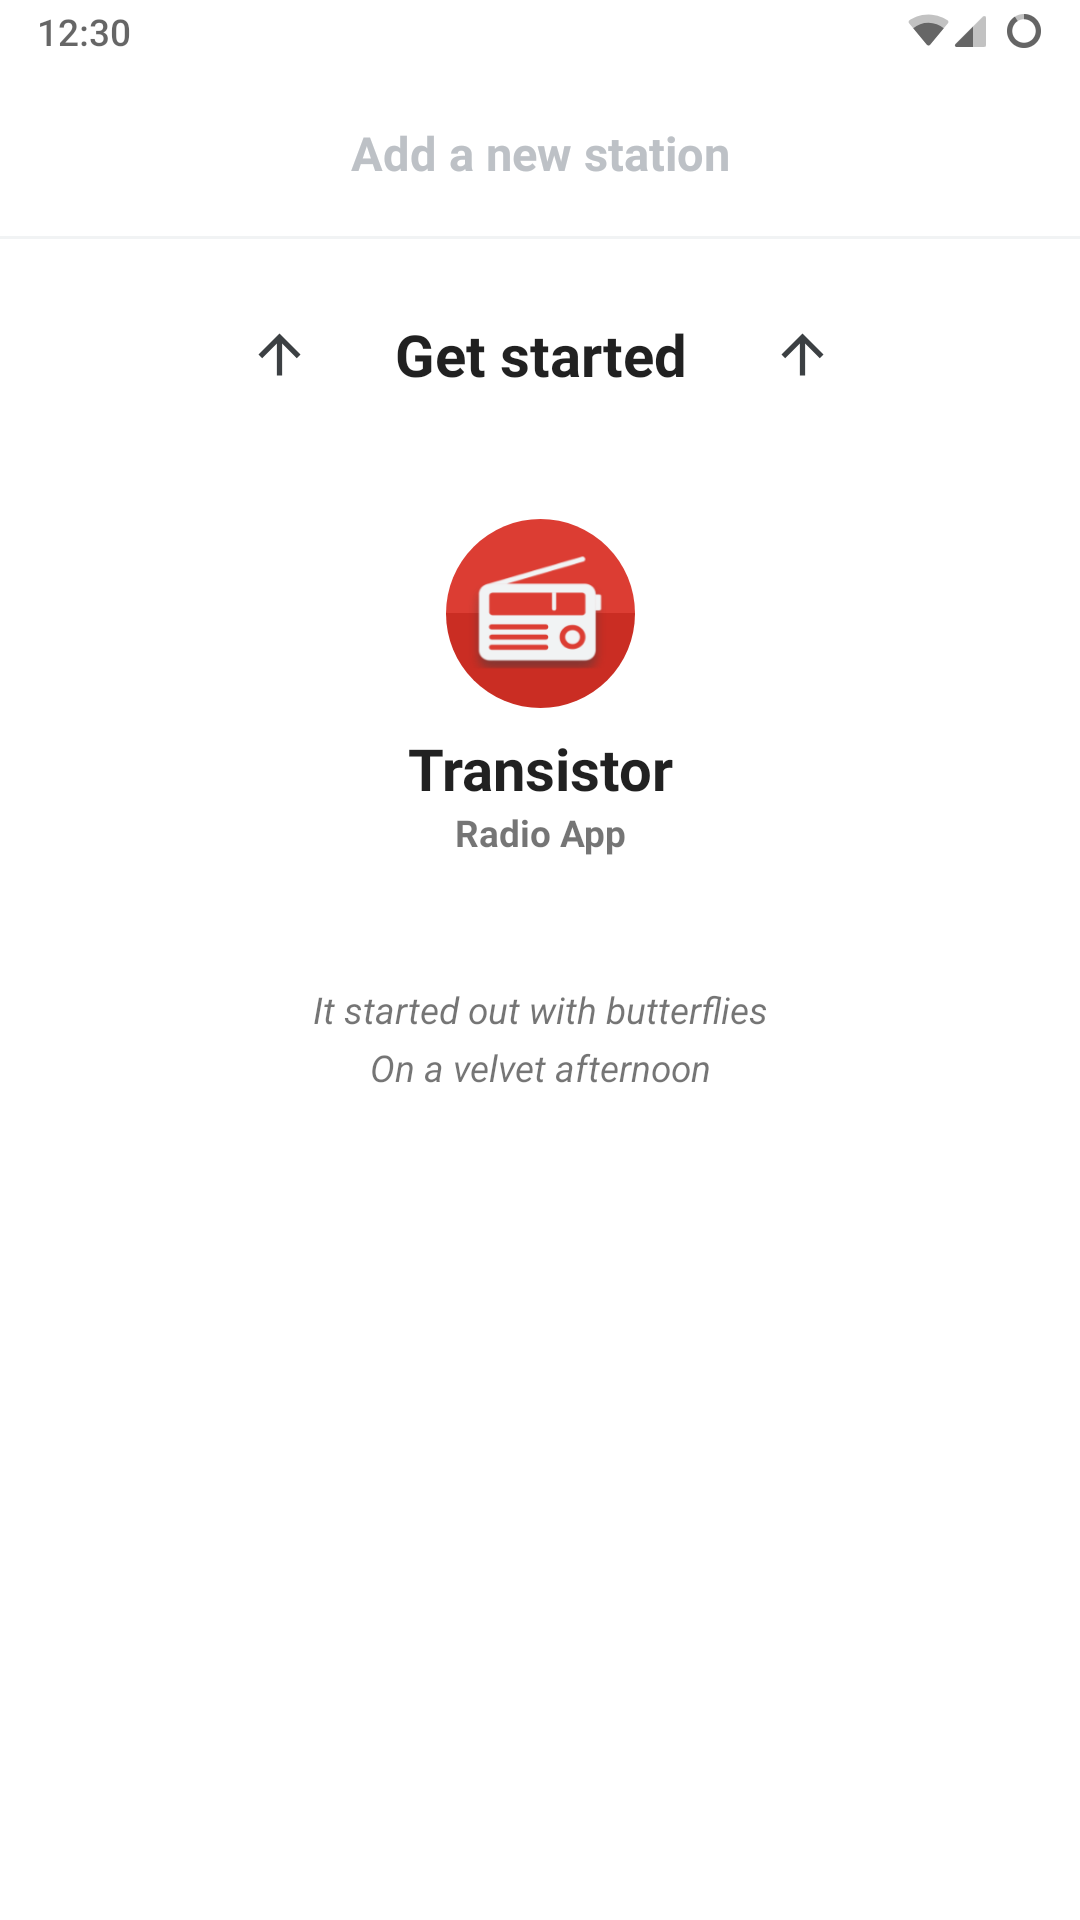 12:30
Add a new station
Get started
Transistor
Radio App
It started out with butterflies
On a velvet afternoon